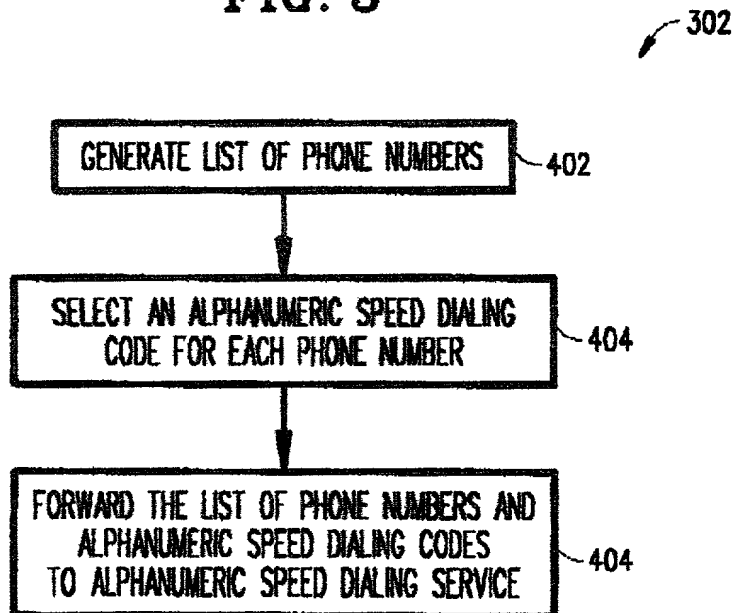 302
GENERATE LIST OF PHONE NUMBERS
402
SELECT AN ALPHANUMERIC SPEED DIALING
CODE FOR EACH PHONE NUMBER
404
FORWARD THE LIST OF PHONE NUMBERS AND
ALPHANUMERIC SPEED DIALING CODES
TO ALPHANUMERIC SPEED DIALING SERVICE
404